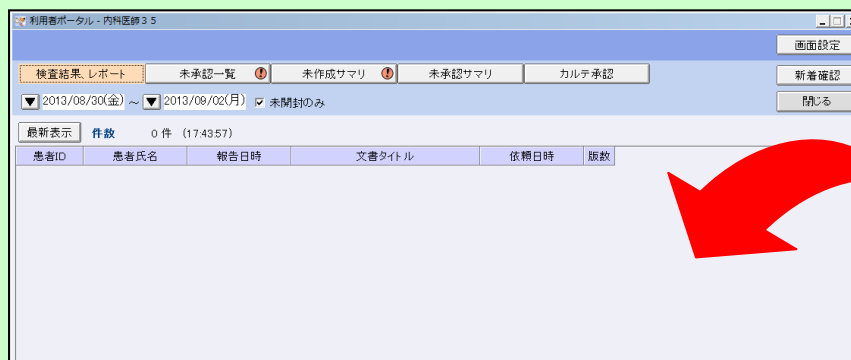 利用者ポータル - 内科医師３５
画面設定
検査結果、レポート 未承認一覧 未作成サマリ 未承認サマリ カルテ承認 新着確認
2013/08/30(金) ～ 2013/09/02(月) 未開封のみ 閉じる
最新表示 件数 0 件 (17:43:57)
患者ID 患者氏名 報告日時 文書タイトル 依頼日時 版数